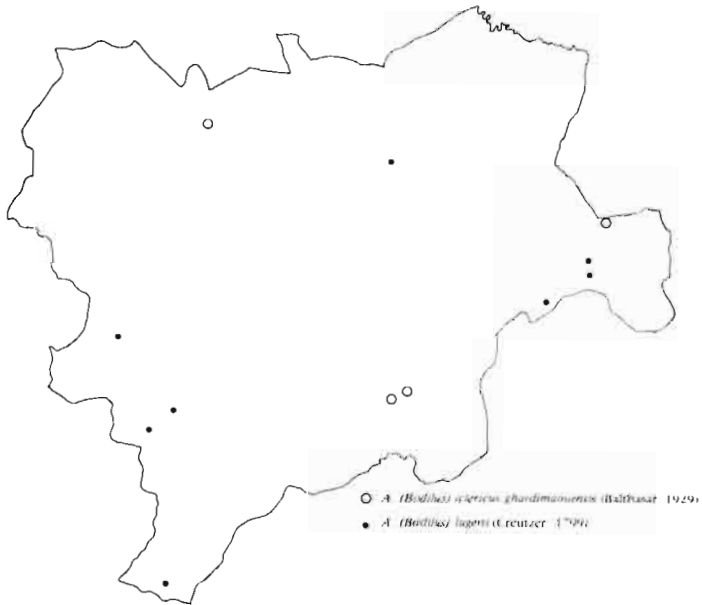 A. (Bodilus) ictericus ghardimaouensis (Balthasar 1929)
A. (Bodilus) lugens (Creutzer 1799)